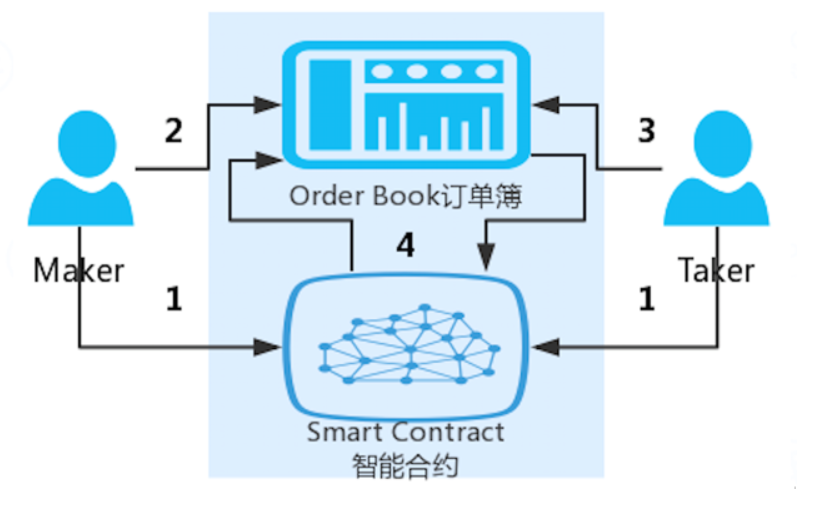 2
3
Order Book订单簿
4
Maker
Taker
1
1
Smart Contract
智能合约